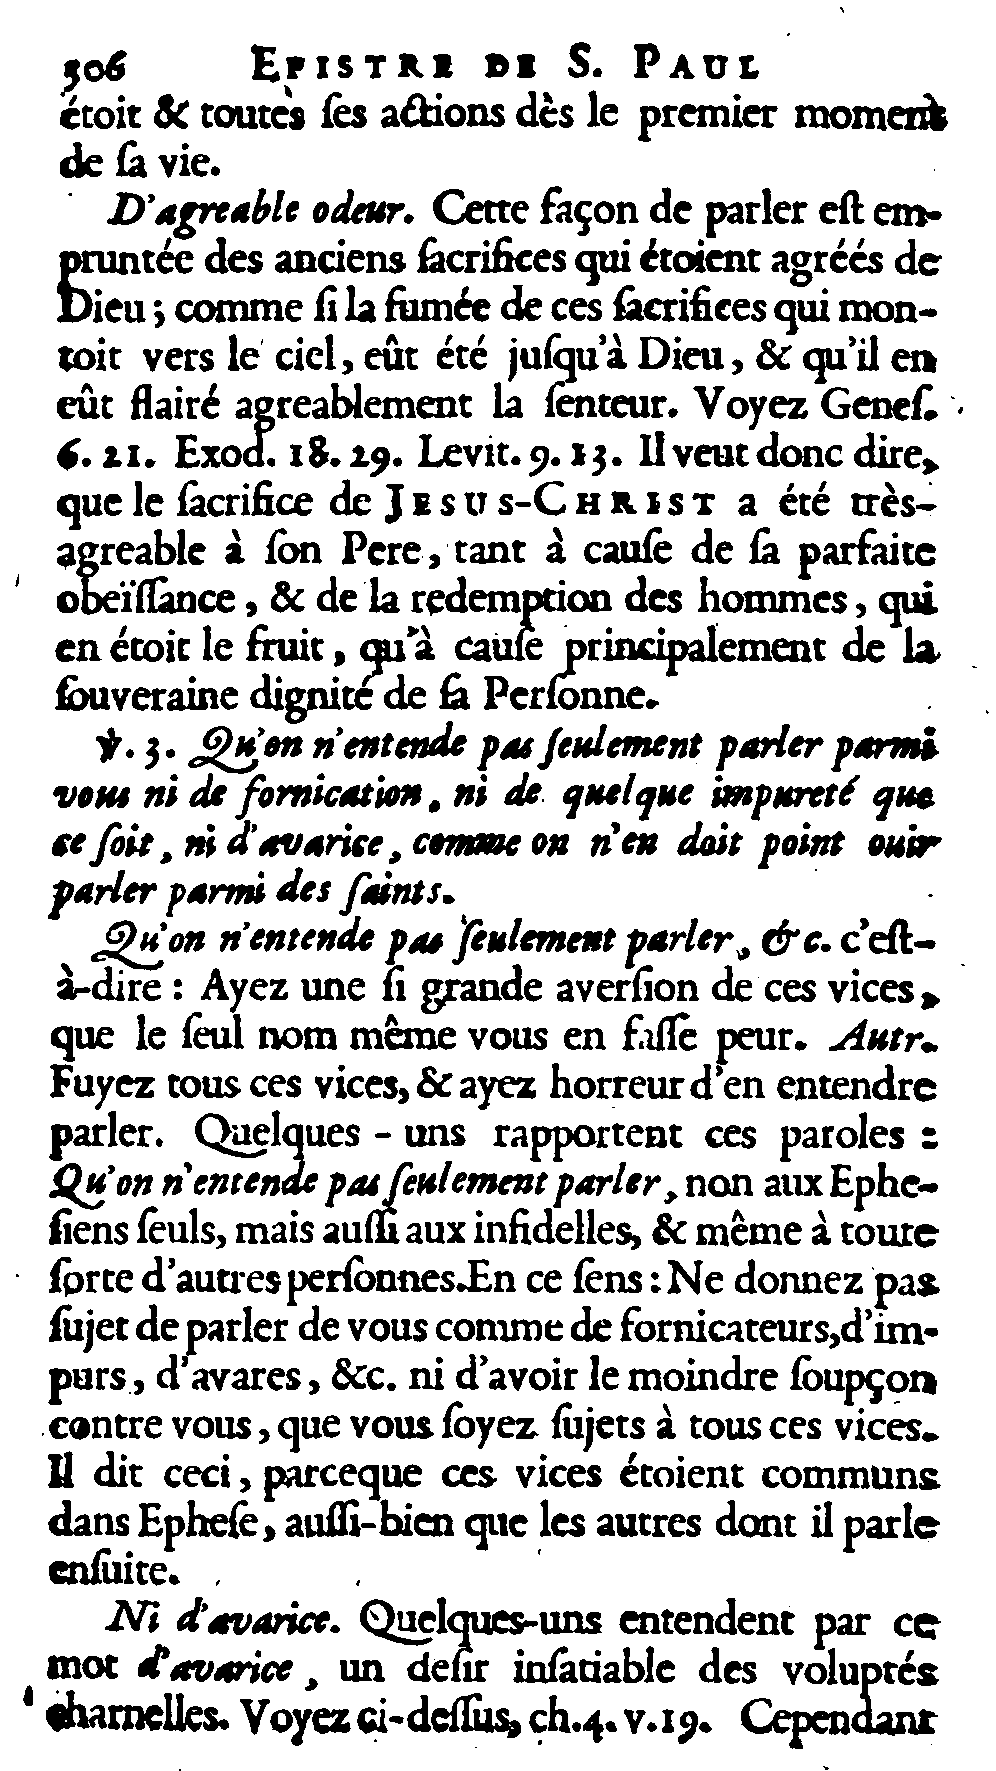 306 EPISTRE DE S. PAUL
étoit & toutes ſes actions dès le premier moment
de ſa vie.
D'agreable odeur. Cette façon de parler eſt em-
pruntée des anciens ſacrifices qui étoient agréés de
Dieu ; comme ſi la fumée de ces ſacrifices qui mon-
toit vers le ciel, eût été juſqu'à Dieu, & qu'il en
eût flairé agreablement la ſenteur. Voyez Geneſ.
6. 21. Exod. 18. 29. Levit. 9. 13. Il veut donc dire,
que le ſacrifice de JESUS-CHRIST a été très-
agreable à ſon Pere, tant à cauſe de ſa parfaite
obeïſſance, & de la redemption des hommes, qui
en étoit le fruit, qu'à cauſe principalement de la
ſouveraine dignité de ſa Perſonne.
℣. 3. Qu'on n'entende pas ſeulement parler parmi
vous ni de fornication, ni de quelque impureté que
ce ſoit, ni d'avarice, comme on n'en doit point ouir
parler parmi des ſaints.
Qu'on n'entende pas ſeulement parler, &c. c'eſt-
à-dire : Ayez une ſi grande averſion de ces vices,
que le ſeul nom même vous en faſſe peur. Autr.
Fuyez tous ces vices, & ayez horreur d'en entendre
parler. Quelques-uns rapportent ces paroles :
Qu'on n'entende pas ſeulement parler, non aux Ephe-
ſiens ſeuls, mais auſſi aux infidelles, & même à toute
ſorte d'autres perſonnes. En ce ſens : Ne donnez pas
ſujet de parler de vous comme de fornicateurs, d'im-
purs, d'avares, &c. ni d'avoir le moindre ſoupçon
contre vous, que vous ſoyez ſujets à tous ces vices.
Il dit ceci, parceque ces vices étoient communs
dans Epheſe, auſſi-bien que les autres dont il parle
enſuite.
Ni d'avarice. Quelques-uns entendent par ce
mot d'avarice, un deſir inſatiable des voluptés
charnelles. Voyez ci-deſſus, ch. 4. v. 19. Cependant